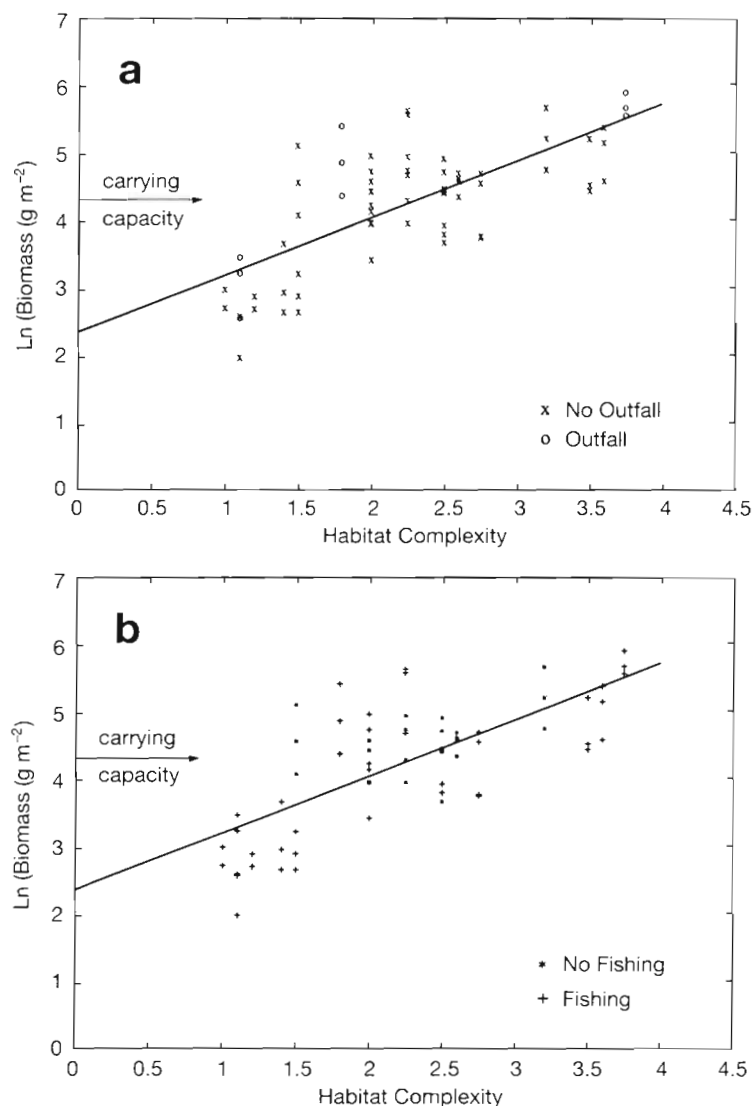 a
7
6
5
4
3
2
1
0
Ln (Biomass (g m⁻²)
carrying
capacity
x No Outfall
o Outfall
0 0.5 1 1.5 2 2.5 3 3.5 4 4.5
Habitat Complexity
b
7
6
5
4
3
2
1
0
Ln (Biomass (g m⁻²)
carrying
capacity
* No Fishing
+ Fishing
0 0.5 1 1.5 2 2.5 3 3.5 4 4.5
Habitat Complexity